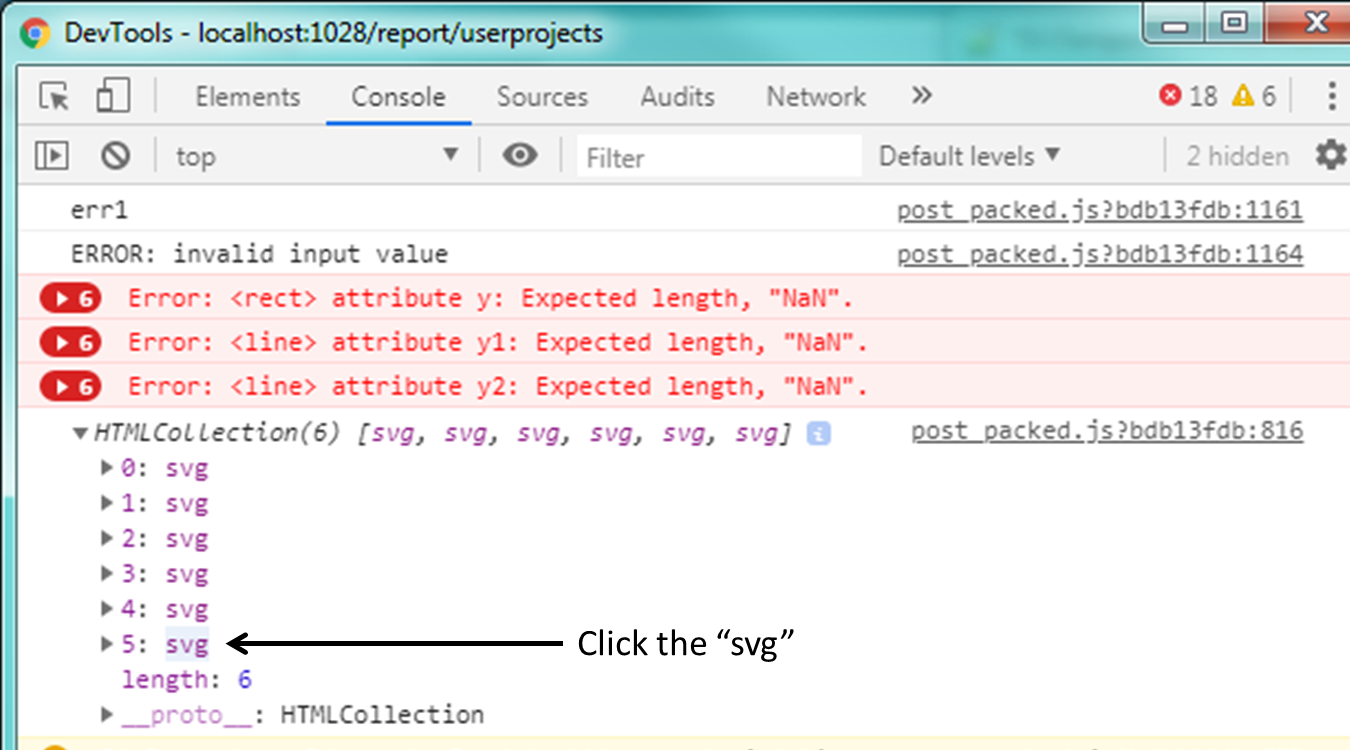 DevTools - localhost:1028/report/userprojects
Elements Console Sources Audits Network » 18 6
top Filter Default levels 2 hidden
err1 post_packed.js?bdb13fdb:1161
ERROR: invalid input value post_packed.js?bdb13fdb:1164
6 Error: <rect> attribute y: Expected length, "NaN".
6 Error: <line> attribute y1: Expected length, "NaN".
6 Error: <line> attribute y2: Expected length, "NaN".
HTMLCollection(6) [svg, svg, svg, svg, svg, svg] i post_packed.js?bdb13fdb:816
0: svg
1: svg
2: svg
3: svg
4: svg
5: svg Click the “svg”
length: 6
__proto__: HTMLCollection